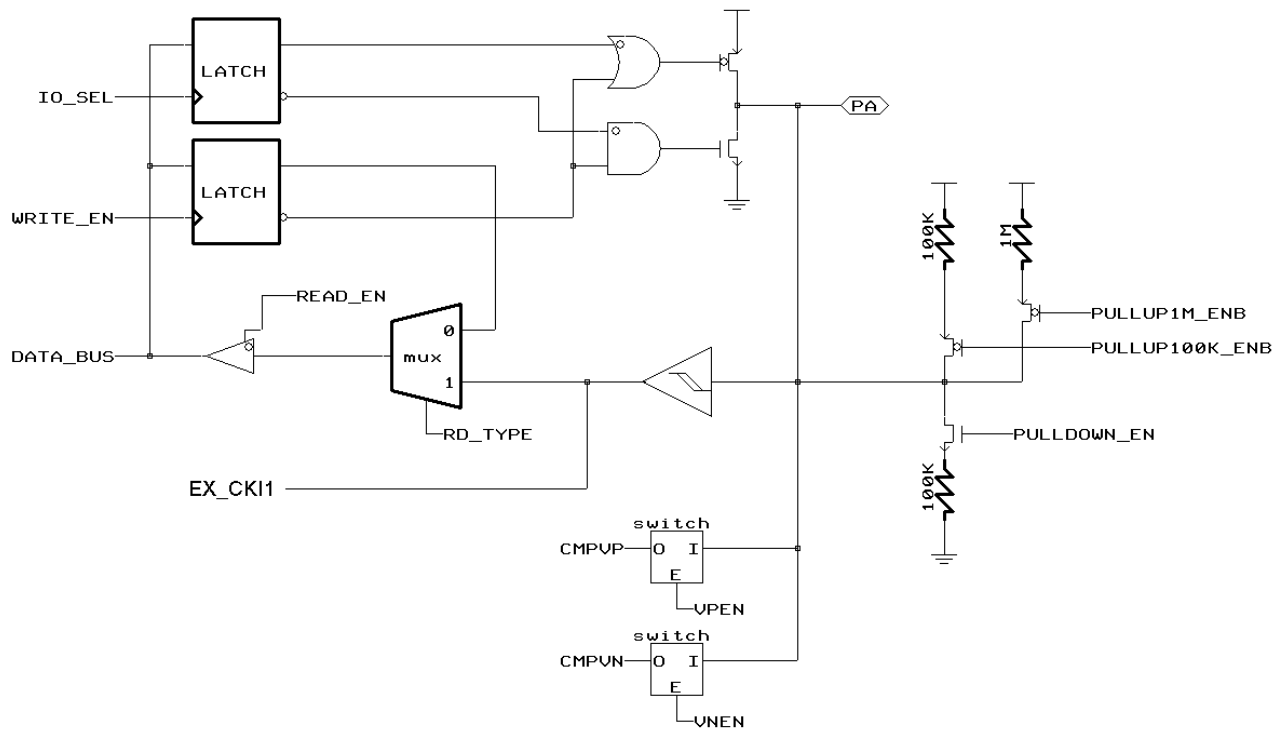 LATCH
IO_SEL
PA
LATCH
WRITE_EN
100K
1M
READ_EN
PULLUP1M_ENB
0
DATA_BUS
mux
PULLUP100K_ENB
1
RD_TYPE
PULLDOWN_EN
EX_CKI1
100K
switch
CMPVP
O I
E
VPEN
switch
CMPVN
O I
E
VNEN